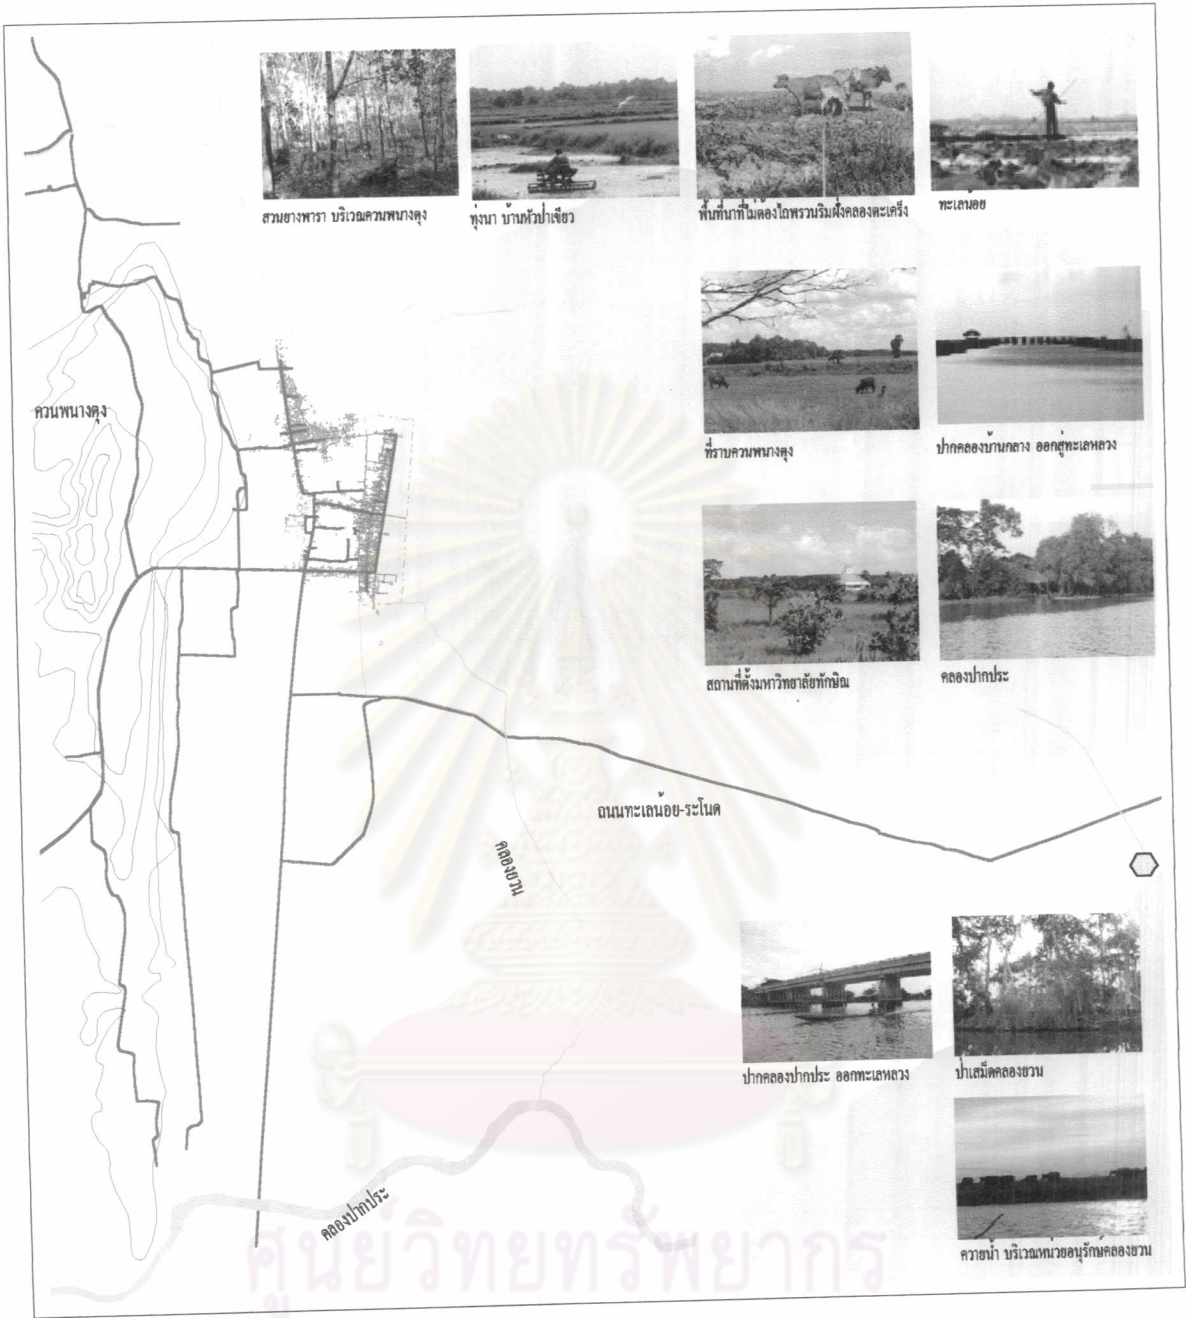 สวนยางพารา บริเวณควนพนางตุง
ทุ่งนา บ้านหัวป่าเขียว
พื้นที่นาที่ไม่ต้องไถพรวนริมฝั่งคลองตะเครึง
ทะเลน้อย
ควนพนางตุง
ที่ราบควนพนางตุง
ปากคลองบ้านกลาง ออกสู่ทะเลหลวง
สถานที่ตั้งมหาวิทยาลัยทักษิณ
คลองปากประ
ถนนทะเลน้อย-ระโนด
คลองยวน
ปากคลองปากประ ออกทะเลหลวง
ป่าเสม็ดคลองยวน
คลองปากประ
ควายน้ำ บริเวณหน่วยอนุรักษ์คลองยวน
ศูนย์วิทยทรัพยากร